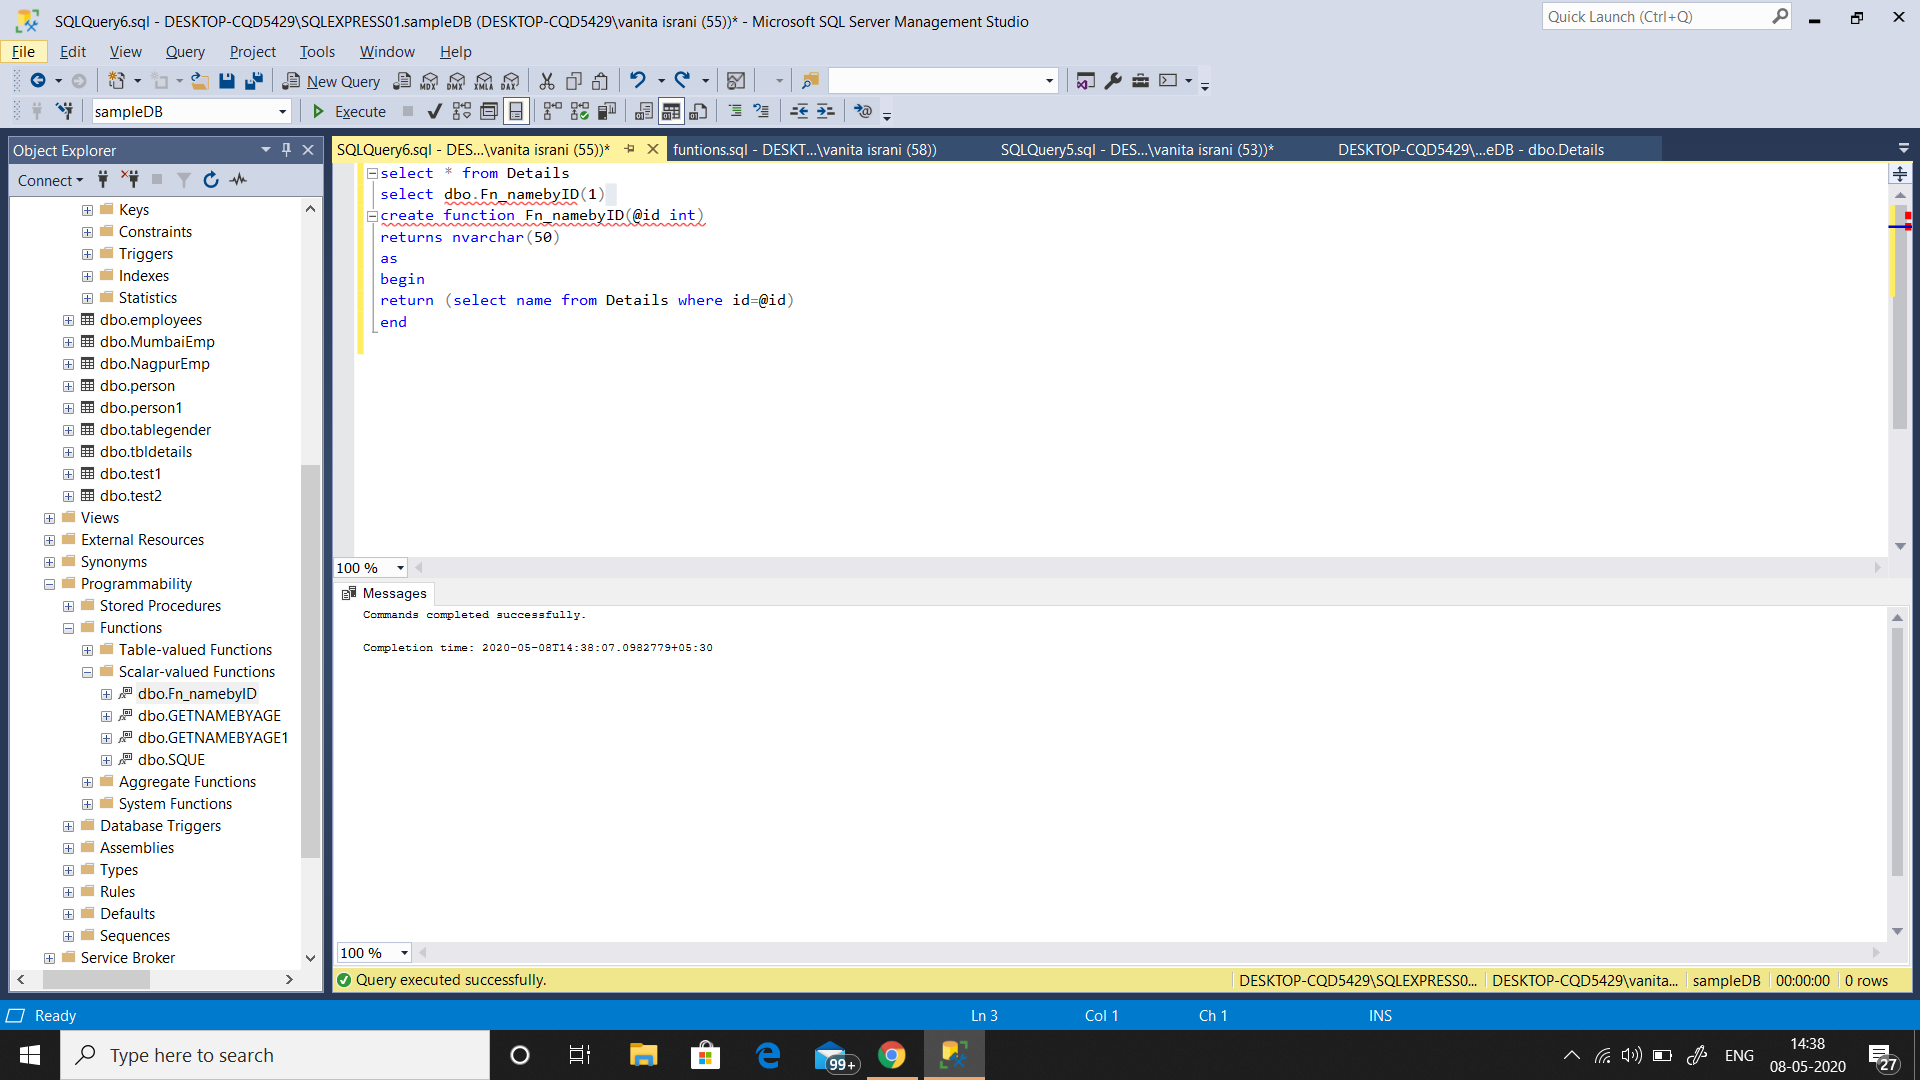 SQLQuery6.sql - DESKTOP-CQD5429\SQLEXPRESS01.sampleDB (DESKTOP-CQD5429\vanita israni (55))* - Microsoft SQL Server Management Studio
Quick Launch (Ctrl+Q)
File Edit View Query Project Tools Window Help
New Query MDX DMX XMLA DAX
sampleDB Execute
Object Explorer
Connect
Keys
Constraints
Triggers
Indexes
Statistics
dbo.employees
dbo.MumbaiEmp
dbo.NagpurEmp
dbo.person
dbo.person1
dbo.tablegender
dbo.tbldetails
dbo.test1
dbo.test2
Views
External Resources
Synonyms
Programmability
Stored Procedures
Functions
Table-valued Functions
Scalar-valued Functions
dbo.Fn_namebyID
dbo.GETNAMEBYAGE
dbo.GETNAMEBYAGE1
dbo.SQUE
Aggregate Functions
System Functions
Database Triggers
Assemblies
Types
Rules
Defaults
Sequences
Service Broker
SQLQuery6.sql - DES...\vanita israni (55))* funtions.sql - DESKT...\vanita israni (58)) SQLQuery5.sql - DES...\vanita israni (53))* DESKTOP-CQD5429\...eDB - dbo.Details
select * from Details
select dbo.Fn_namebyID(1)
create function Fn_namebyID(@id int)
returns nvarchar(50)
as
begin
return (select name from Details where id=@id)
end
100 %
Messages
Commands completed successfully.
Completion time: 2020-05-08T14:38:07.0982779+05:30
100 %
Query executed successfully. DESKTOP-CQD5429\SQLEXPRESS0... DESKTOP-CQD5429\vanita... sampleDB 00:00:00 0 rows
Ready Ln 3 Col 1 Ch 1 INS
Type here to search 99+ ENG 14:38
08-05-2020 27